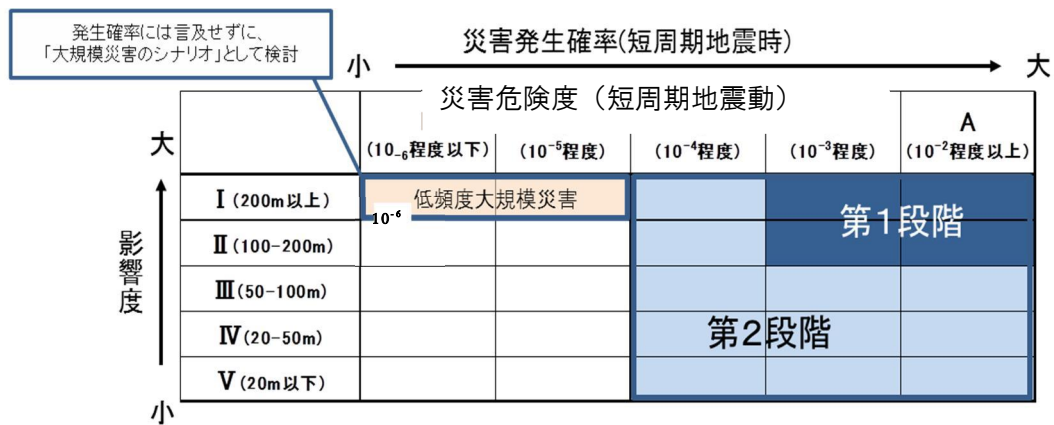 発生確率には言及せずに、
「大規模災害のシナリオ」として検討
災害発生確率(短周期地震時)
小
大
災害危険度（短周期地震動）
A
大
(10₋₆程度以下)
(10⁻⁵程度)
(10⁻⁴程度)
(10⁻³程度)
(10⁻²程度以上)
Ⅰ(200m以上)
低頻度大規模災害
10⁻⁶
第1段階
Ⅱ(100-200m)
影響度
Ⅲ(50-100m)
Ⅳ(20-50m)
第2段階
Ⅴ(20m以下)
小